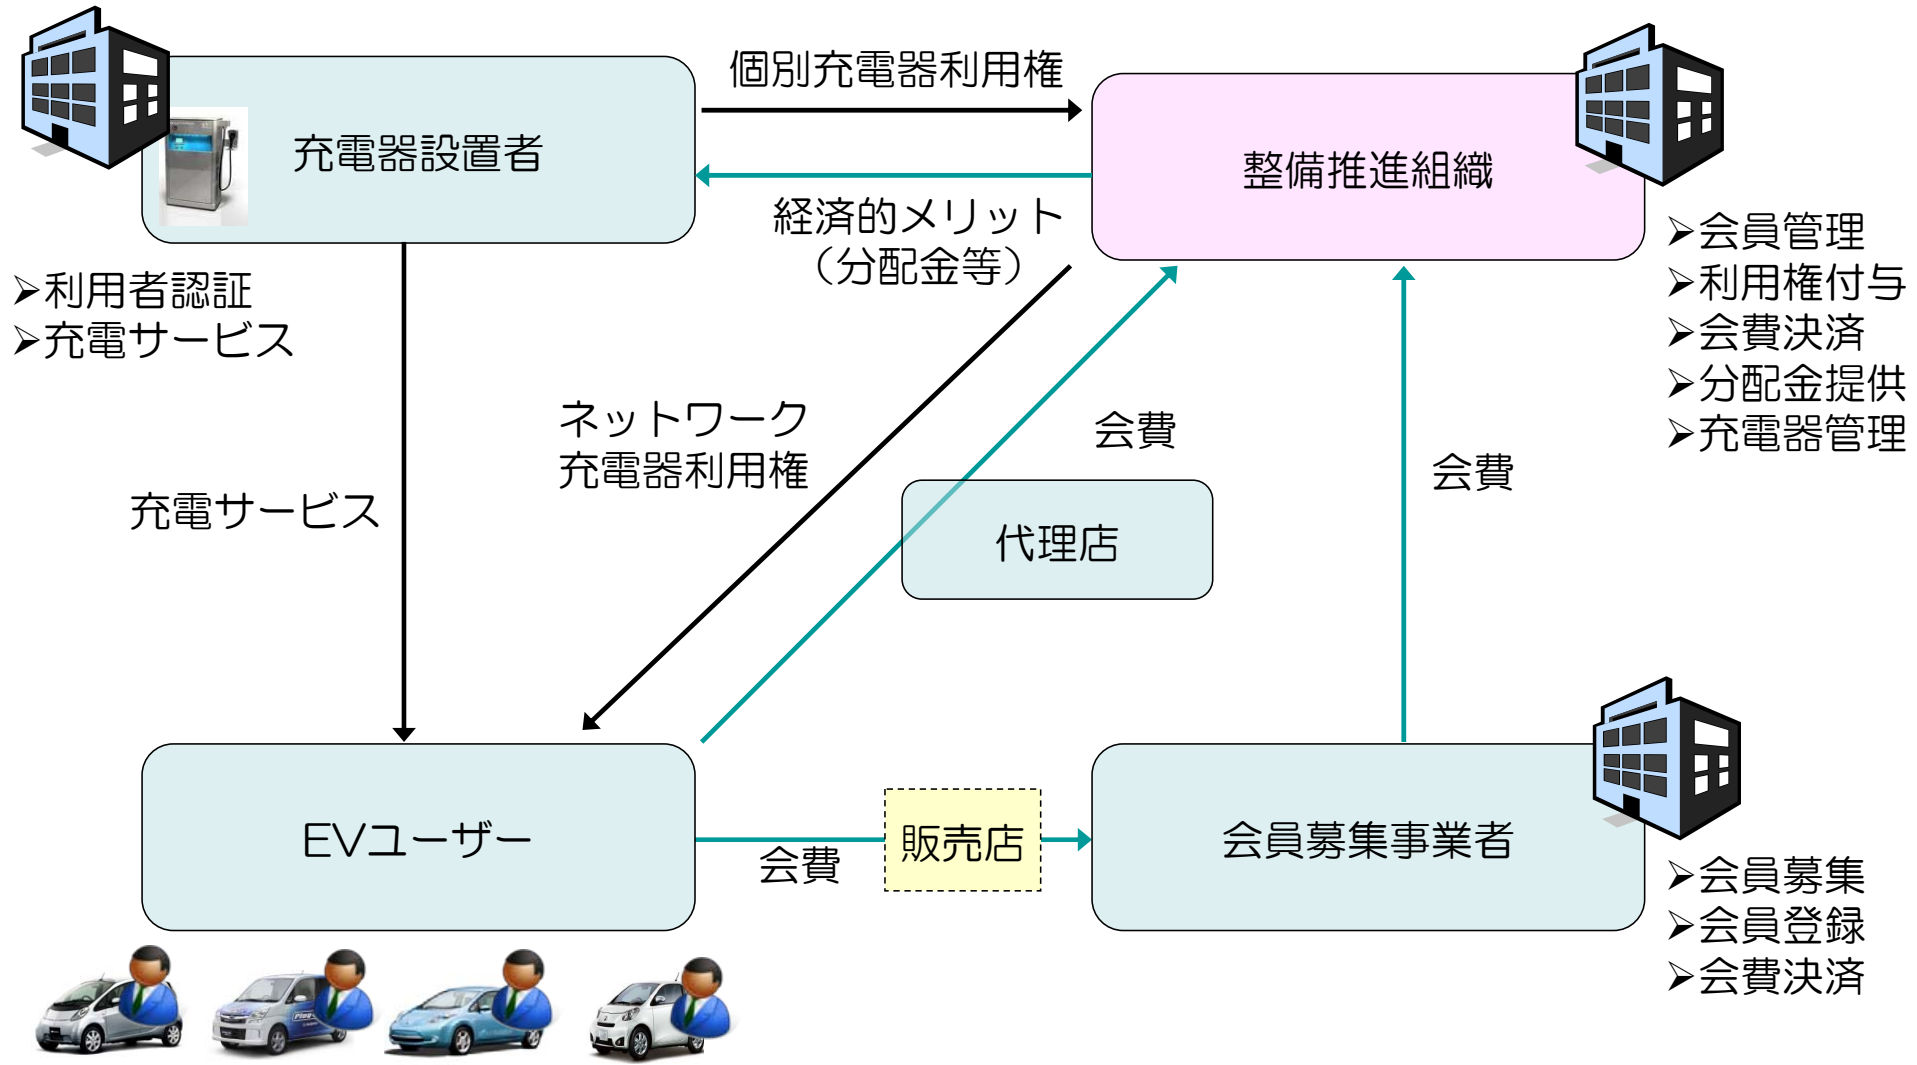 個別充電器利用権
充電器設置者
整備推進組織
経済的メリット
（分配金等）
➢利用者認証
➢充電サービス
➢会員管理
➢利用権付与
➢会費決済
➢分配金提供
➢充電器管理
ネットワーク
充電器利用権
会費
会費
充電サービス
代理店
EVユーザー
会費
販売店
会員募集事業者
➢会員募集
➢会員登録
➢会費決済